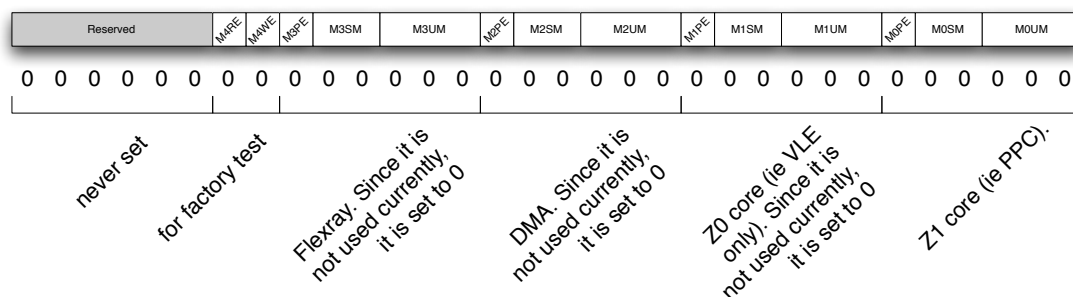 Reserved M4RE M4WE M3PE M3SM M3UM M2PE M2SM M2UM M1PE M1SM M1UM M0PE M0SM M0UM
0 0 0 0 0 0 0 0 0 0 0 0 0 0 0 0 0 0 0 0 0 0 0 0 0 0 0 0 0 0 0 0
never set
for factory test
Flexray. Since it is
not used currently,
it is set to 0
DMA. Since it is
not used currently,
it is set to 0
Z0 core (ie VLE
only). Since it is
not used currently,
it is set to 0
Z1 core (ie PPC).